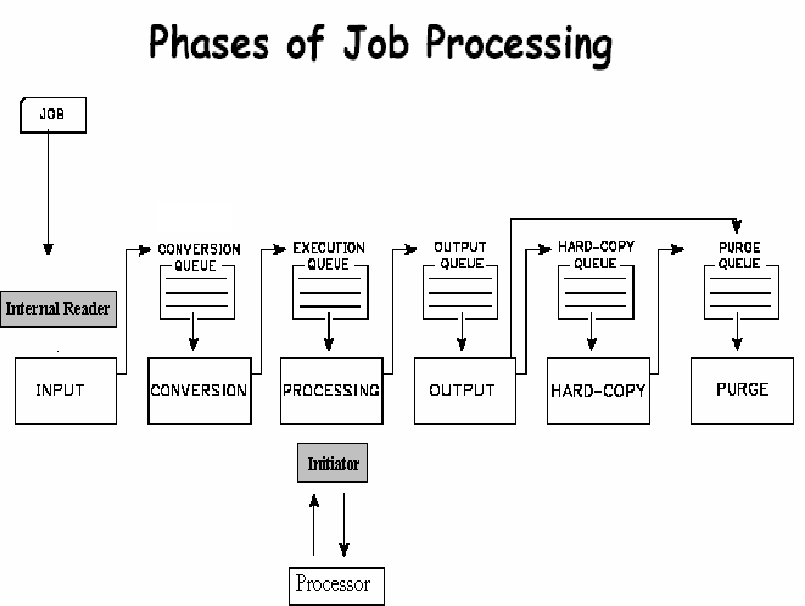 Phases of Job Processing
JOB
CONVERSION
QUEUE
EXECUTION
QUEUE
OUTPUT
QUEUE
HARD-COPY
QUEUE
PURGE
QUEUE
Internal Reader
INPUT
CONVERSION
PROCESSING
OUTPUT
HARD-COPY
PURGE
Initiator
Processor